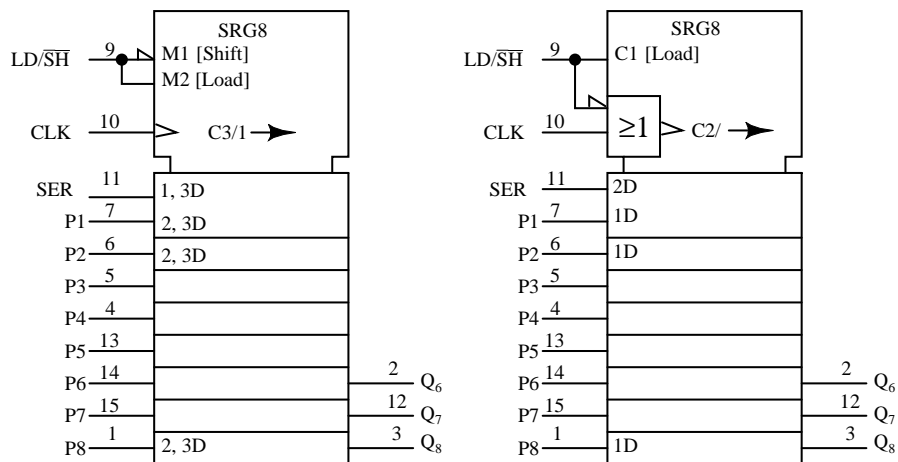 SRG8
LD/S̅H̅ 9 M1 [Shift]
M2 [Load]
CLK 10 C3/1
SER 11 1, 3D
P1 7 2, 3D
P2 6 2, 3D
P3 5
P4 4
P5 13
P6 14 2 Q₆
P7 15 12 Q₇
P8 1 2, 3D 3 Q₈
SRG8
LD/S̅H̅ 9 C1 [Load]
CLK 10 ≥1 C2/
SER 11 2D
P1 7 1D
P2 6 1D
P3 5
P4 4
P5 13
P6 14 2 Q₆
P7 15 12 Q₇
P8 1 1D 3 Q₈